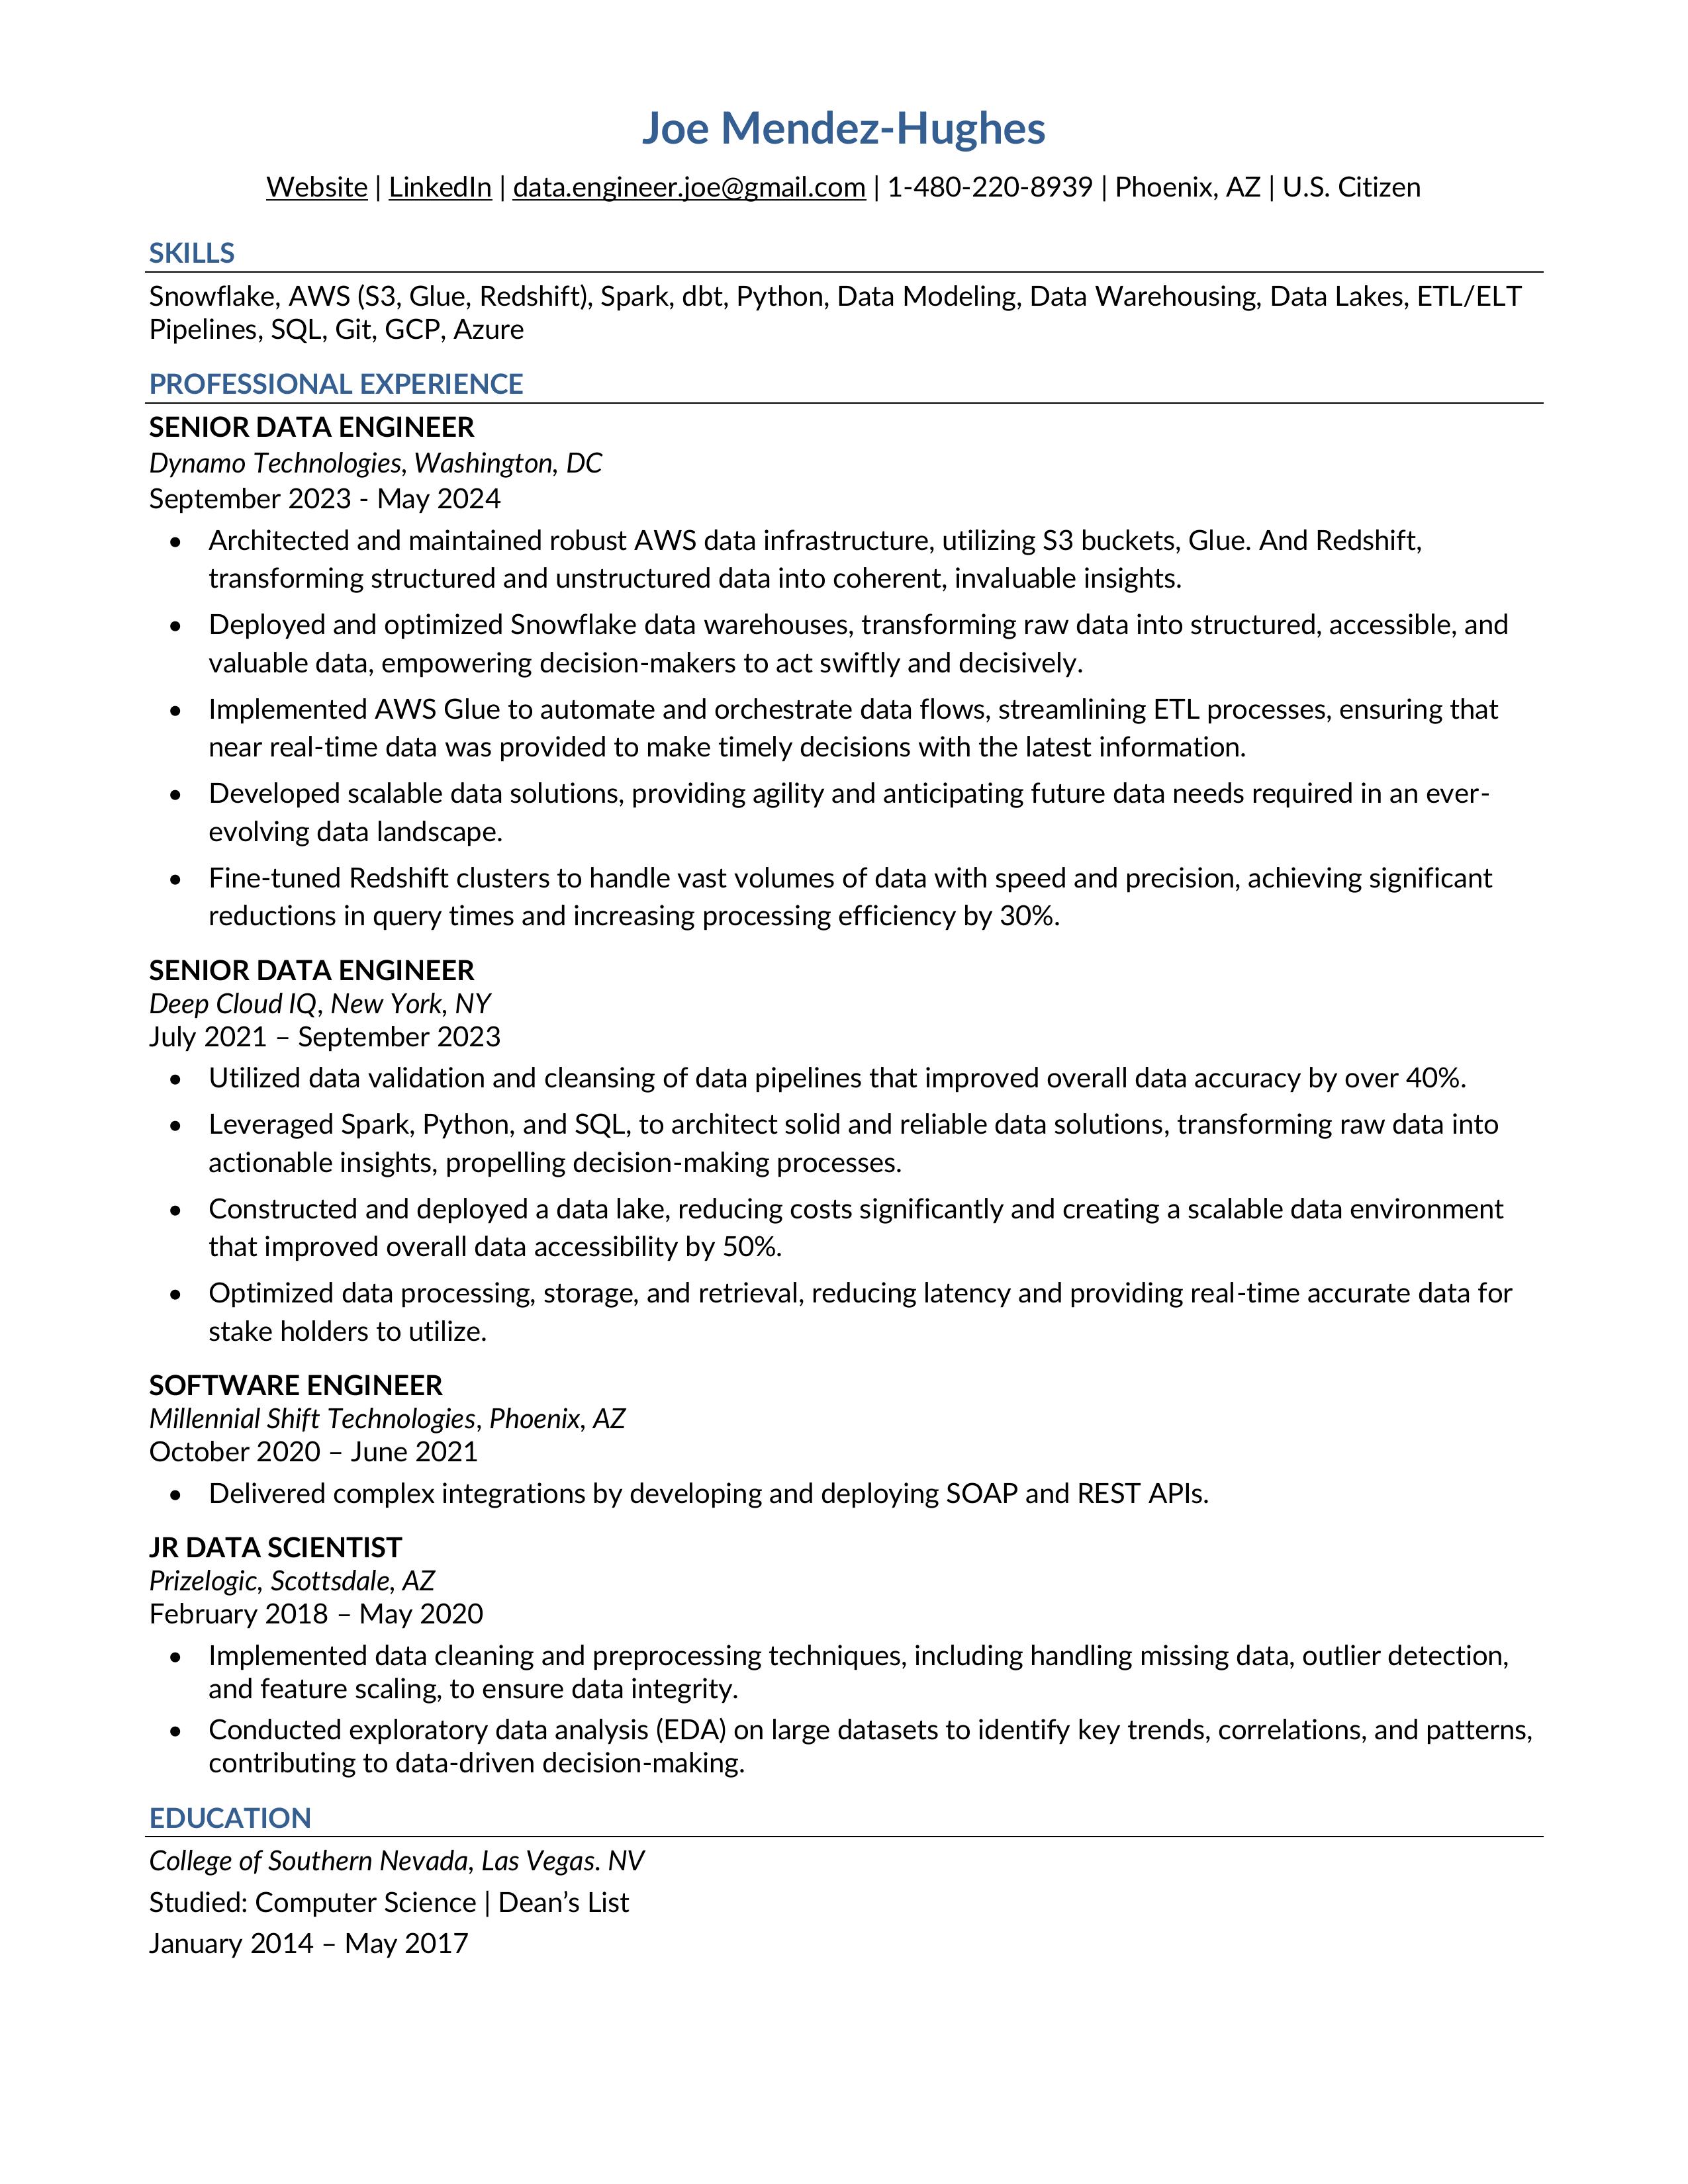 Joe Mendez-Hughes
Website | LinkedIn | data.engineer.joe@gmail.com | 1-480-220-8939 | Phoenix, AZ | U.S. Citizen
SKILLS
Snowflake, AWS (S3, Glue, Redshift), Spark, dbt, Python, Data Modeling, Data Warehousing, Data Lakes, ETL/ELT
Pipelines, SQL, Git, GCP, Azure
PROFESSIONAL EXPERIENCE
SENIOR DATA ENGINEER
Dynamo Technologies, Washington, DC
September 2023 - May 2024
• Architected and maintained robust AWS data infrastructure, utilizing S3 buckets, Glue. And Redshift,
transforming structured and unstructured data into coherent, invaluable insights.
• Deployed and optimized Snowflake data warehouses, transforming raw data into structured, accessible, and
valuable data, empowering decision-makers to act swiftly and decisively.
• Implemented AWS Glue to automate and orchestrate data flows, streamlining ETL processes, ensuring that
near real-time data was provided to make timely decisions with the latest information.
• Developed scalable data solutions, providing agility and anticipating future data needs required in an ever-
evolving data landscape.
• Fine-tuned Redshift clusters to handle vast volumes of data with speed and precision, achieving significant
reductions in query times and increasing processing efficiency by 30%.
SENIOR DATA ENGINEER
Deep Cloud IQ, New York, NY
July 2021 – September 2023
• Utilized data validation and cleansing of data pipelines that improved overall data accuracy by over 40%.
• Leveraged Spark, Python, and SQL, to architect solid and reliable data solutions, transforming raw data into
actionable insights, propelling decision-making processes.
• Constructed and deployed a data lake, reducing costs significantly and creating a scalable data environment
that improved overall data accessibility by 50%.
• Optimized data processing, storage, and retrieval, reducing latency and providing real-time accurate data for
stake holders to utilize.
SOFTWARE ENGINEER
Millennial Shift Technologies, Phoenix, AZ
October 2020 – June 2021
• Delivered complex integrations by developing and deploying SOAP and REST APIs.
JR DATA SCIENTIST
Prizelogic, Scottsdale, AZ
February 2018 – May 2020
• Implemented data cleaning and preprocessing techniques, including handling missing data, outlier detection,
and feature scaling, to ensure data integrity.
• Conducted exploratory data analysis (EDA) on large datasets to identify key trends, correlations, and patterns,
contributing to data-driven decision-making.
EDUCATION
College of Southern Nevada, Las Vegas. NV
Studied: Computer Science | Dean’s List
January 2014 – May 2017